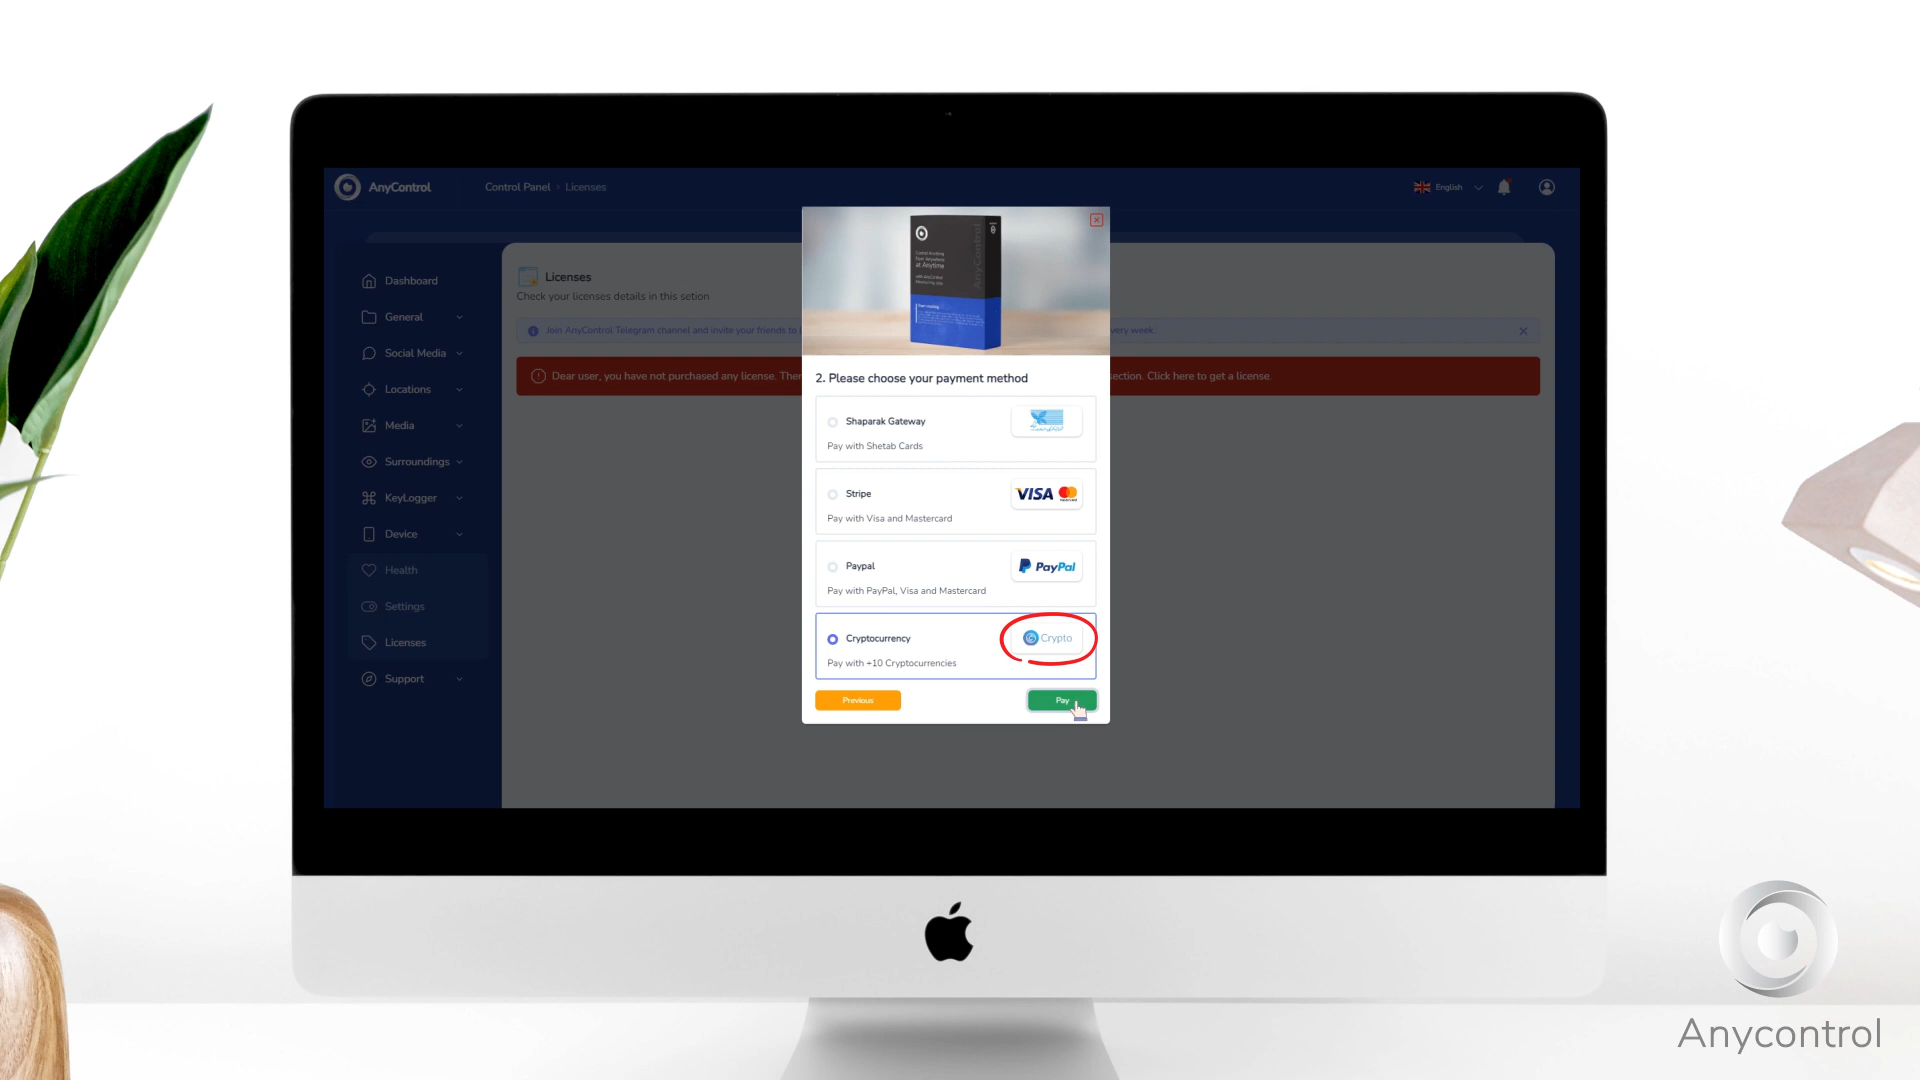 AnyControl
Control Panel › Licenses
English
Dashboard
General
Social Media
Locations
Media
Surroundings
KeyLogger
Device
Health
Settings
Licenses
Support
Licenses
Check your licenses details in this setion
Join AnyControl Telegram channel and invite your friends to
very week.
Dear user, you have not purchased any license. Ther
ection. Click here to get a license.
AnyControl
at Anytime
2. Please choose your payment method
Shaparak Gateway
Pay with Shetab Cards
Stripe
VISA
Pay with Visa and Mastercard
Paypal
PayPal
Pay with PayPal, Visa and Mastercard
Cryptocurrency
Crypto
Pay with +10 Cryptocurrencies
Previous
Pay
Anycontrol